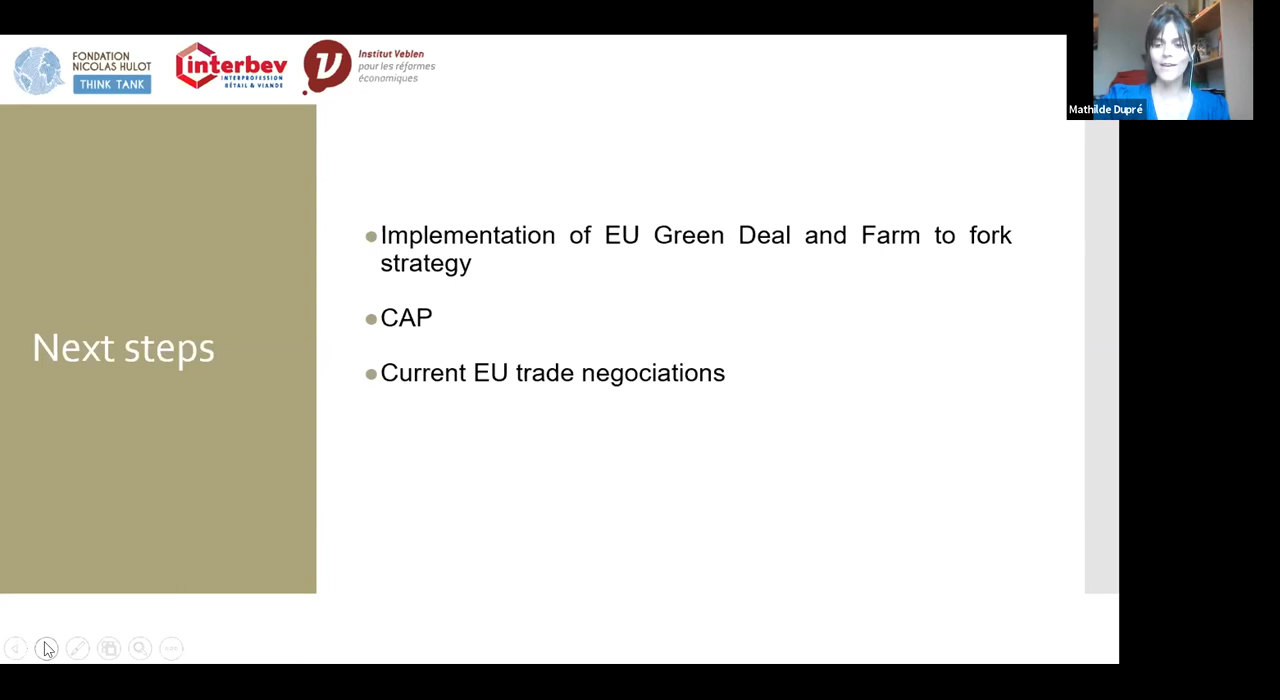 FONDATION
NICOLAS HULOT
THINK TANK
interbev
INTERPROFESSION
BÉTAIL & VIANDE
Institut Veblen
pour les réformes
économiques
Mathilde Dupré
Next steps
Implementation of EU Green Deal and Farm to fork
strategy
CAP
Current EU trade negociations